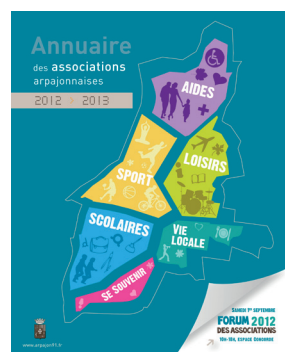 Annuaire
des associations
arpajonnaises
2012 > 2013
AIDES
LOISIRS
SPORT
SCOLAIRES
VIE
LOCALE
SE SOUVENIR
SAMEDI 1ER SEPTEMBRE
FORUM 2012
DES ASSOCIATIONS
10H-18H, ESPACE CONCORDE
www.arpajon91.fr